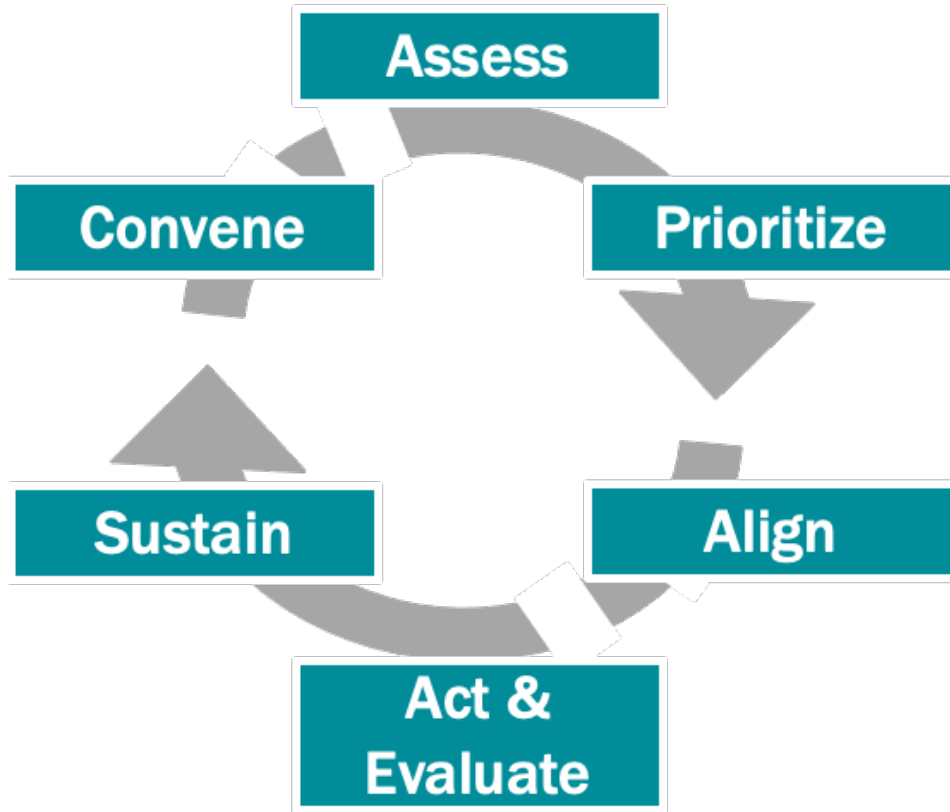 Assess
Convene
Prioritize
Sustain
Align
Act &
Evaluate